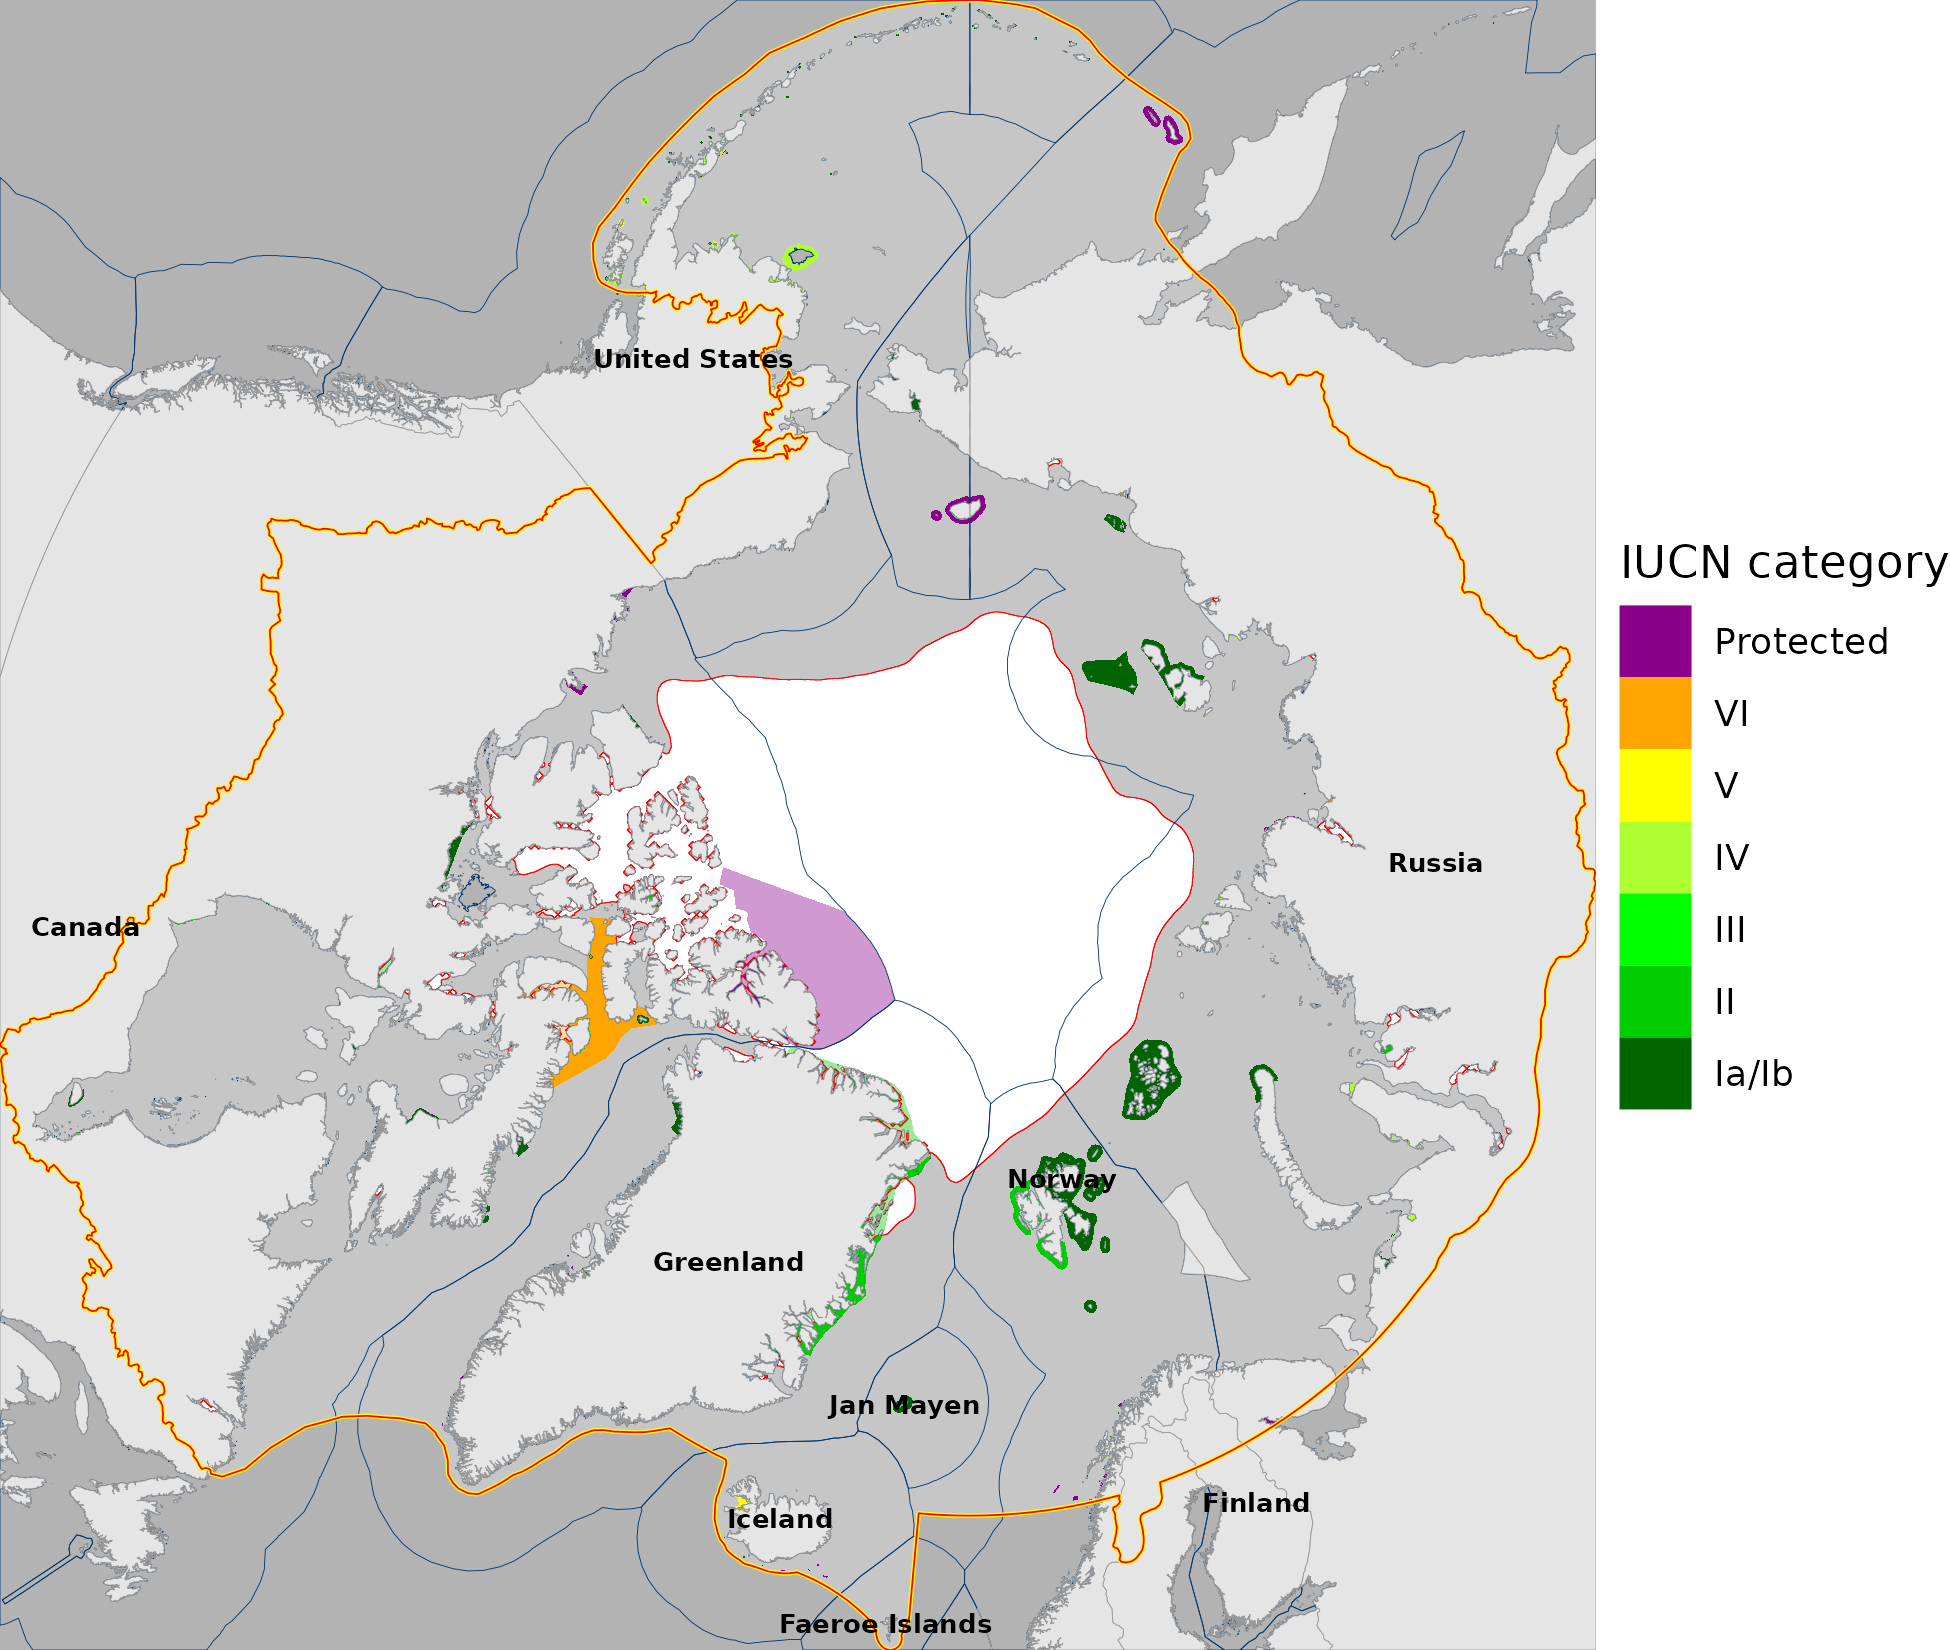 United States
IUCN category
Protected
VI
V
Russia
IV
Canada
III
II
Ia/Ib
Norway
Greenland
Jan Mayen
Finland
Iceland
Faeroe Islands